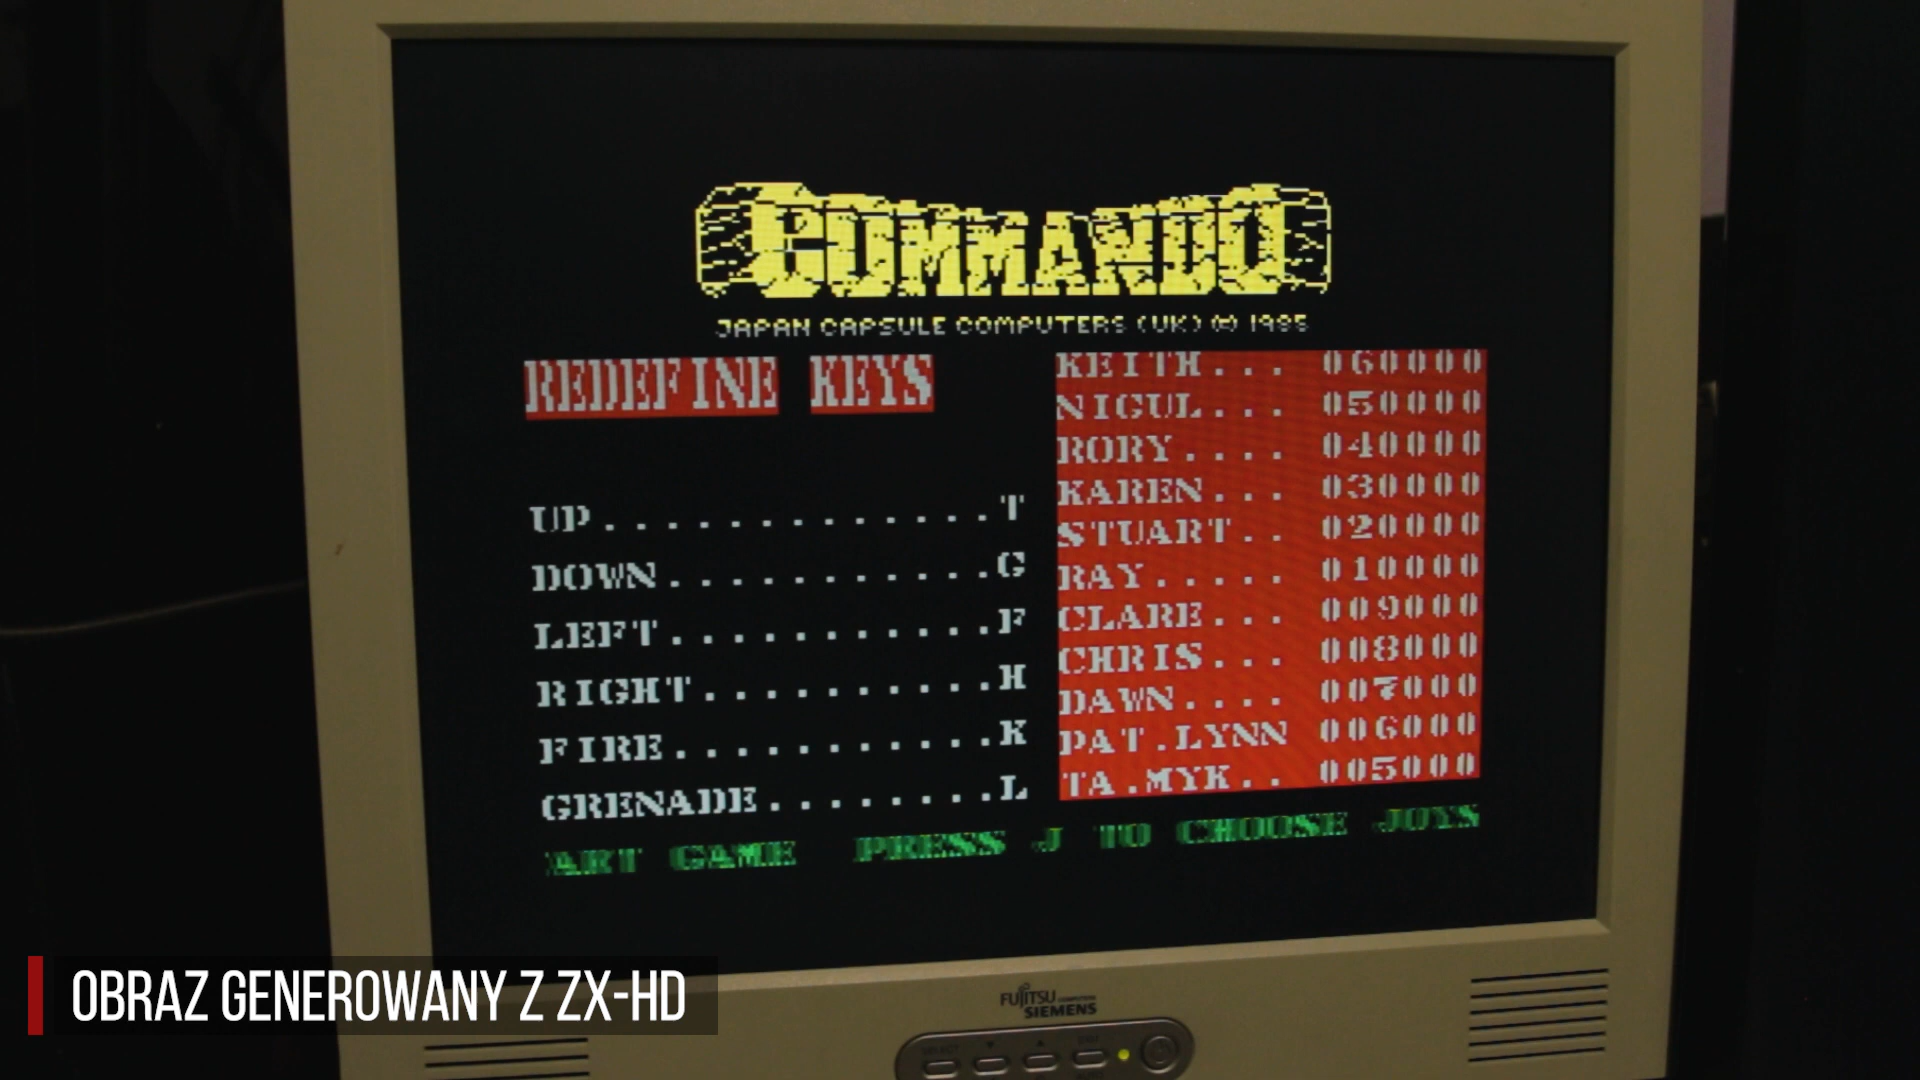 COMMANDO
JAPAN CAPSULE COMPUTERS (UK) © 1985
REDEFINE KEYS
UP.............T
DOWN...........G
LEFT...........F
RIGHT..........H
FIRE...........K
GRENADE........L
KEITH... 060000
NIGUL... 050000
RORY.... 040000
KAREN... 030000
STUART.. 020000
RAY..... 010000
CLARE... 009000
CHRIS... 008000
DAWN.... 007000
PAT.LYNN 006000
TA.MYK.. 005000
ART GAME PRESS J TO CHOOSE JOYS
OBRAZ GENEROWANY Z ZX-HD
FUJITSU COMPUTERS
SIEMENS
SELECT